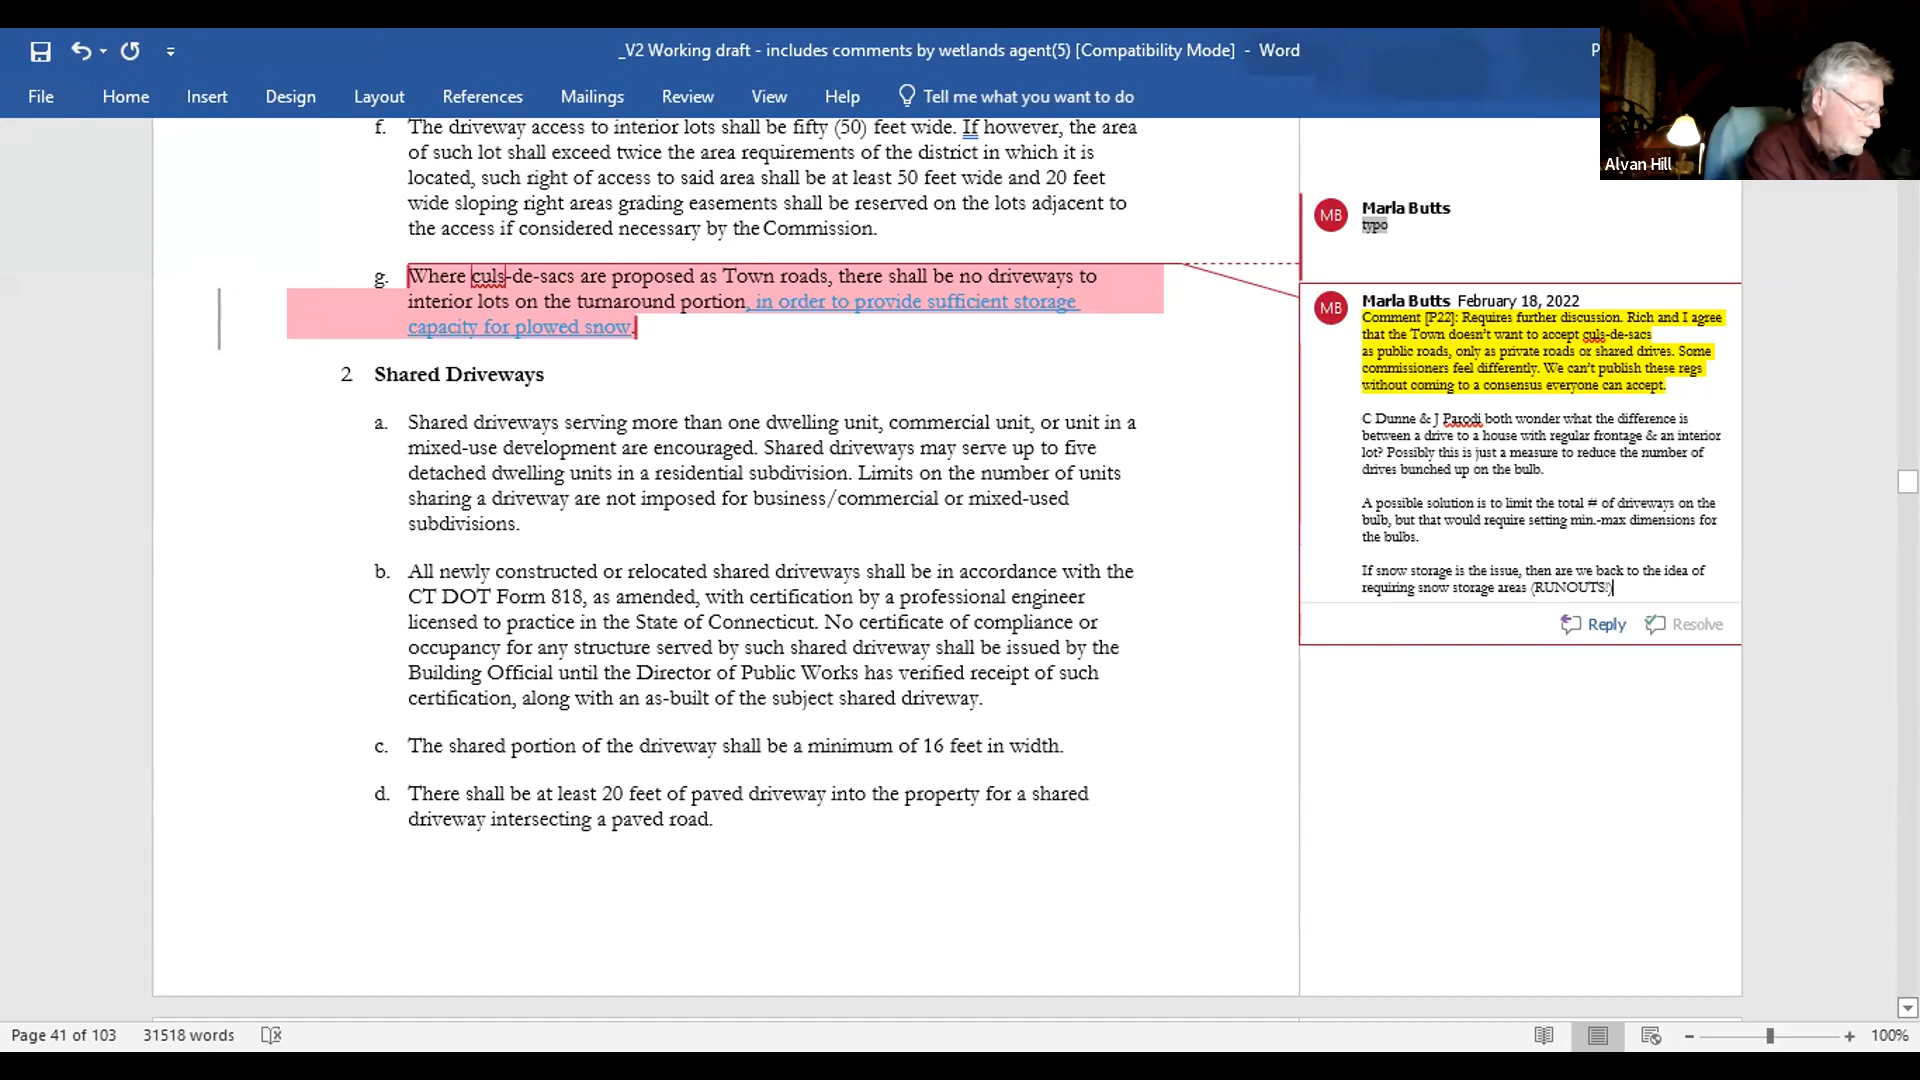 _V2 Working draft - includes comments by wetlands agent(5) [Compatibility Mode] - Word
P
File Home Insert Design Layout References Mailings Review View Help Tell me what you want to do
Alvan Hill
f. The driveway access to interior lots shall be fifty (50) feet wide. If however, the area
of such lot shall exceed twice the area requirements of the district in which it is
located, such right of access to said area shall be at least 50 feet wide and 20 feet
wide sloping right areas grading easements shall be reserved on the lots adjacent to
the access if considered necessary by the Commission.
g. Where culs-de-sacs are proposed as Town roads, there shall be no driveways to
interior lots on the turnaround portion, in order to provide sufficient storage
capacity for plowed snow.
2 Shared Driveways
a. Shared driveways serving more than one dwelling unit, commercial unit, or unit in a
mixed-use development are encouraged. Shared driveways may serve up to five
detached dwelling units in a residential subdivision. Limits on the number of units
sharing a driveway are not imposed for business/commercial or mixed-used
subdivisions.
b. All newly constructed or relocated shared driveways shall be in accordance with the
CT DOT Form 818, as amended, with certification by a professional engineer
licensed to practice in the State of Connecticut. No certificate of compliance or
occupancy for any structure served by such shared driveway shall be issued by the
Building Official until the Director of Public Works has verified receipt of such
certification, along with an as-built of the subject shared driveway.
c. The shared portion of the driveway shall be a minimum of 16 feet in width.
d. There shall be at least 20 feet of paved driveway into the property for a shared
driveway intersecting a paved road.
MB Marla Butts
typo
MB Marla Butts February 18, 2022
Comment [P22]: Requires further discussion. Rich and I agree
that the Town doesn't want to accept culs-de-sacs
as public roads, only as private roads or shared drives. Some
commissioners feel differently. We can't publish these regs
without coming to a consensus everyone can accept.
C Dunne & J Parodi both wonder what the difference is
between a drive to a house with regular frontage & an interior
lot? Possibly this is just a measure to reduce the number of
drives bunched up on the bulb.
A possible solution is to limit the total # of driveways on the
bulb, but that would require setting min.-max dimensions for
the bulbs.
If snow storage is the issue, then are we back to the idea of
requiring snow storage areas (RUNOUTS!)
Reply Resolve
Page 41 of 103 31518 words 100%